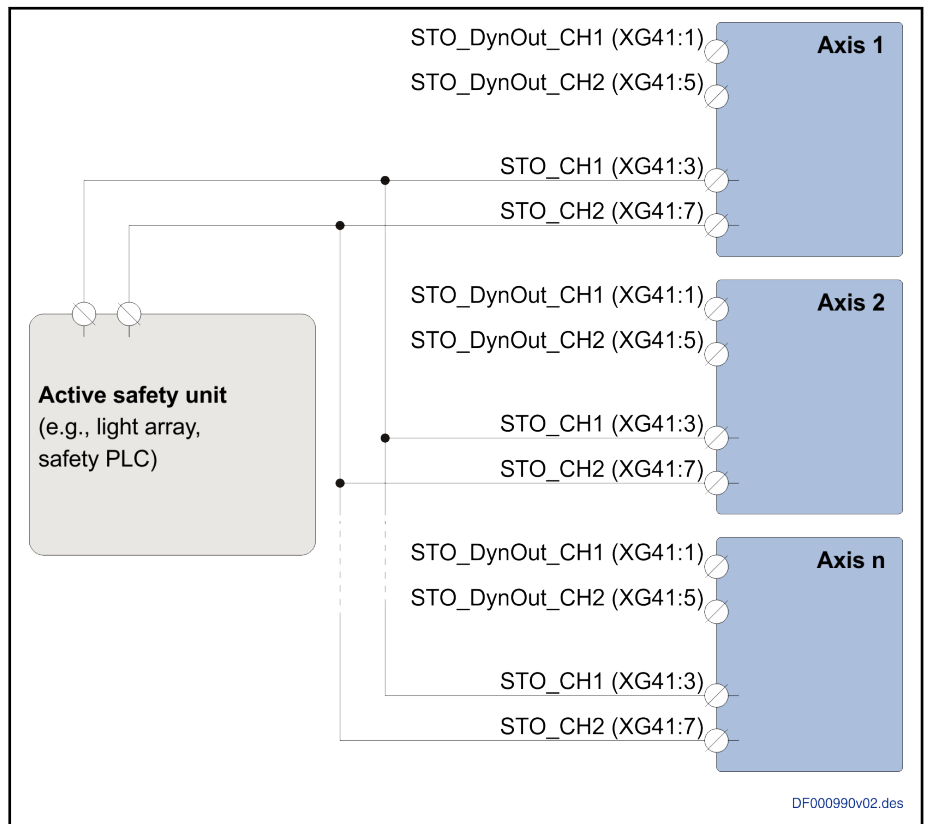 STO_DynOut_CH1 (XG41:1)
Axis 1
STO_DynOut_CH2 (XG41:5)
STO_CH1 (XG41:3)
STO_CH2 (XG41:7)
STO_DynOut_CH1 (XG41:1)
Axis 2
STO_DynOut_CH2 (XG41:5)
Active safety unit
(e.g., light array,
safety PLC)
STO_CH1 (XG41:3)
STO_CH2 (XG41:7)
STO_DynOut_CH1 (XG41:1)
Axis n
STO_DynOut_CH2 (XG41:5)
STO_CH1 (XG41:3)
STO_CH2 (XG41:7)
DF000990v02.des